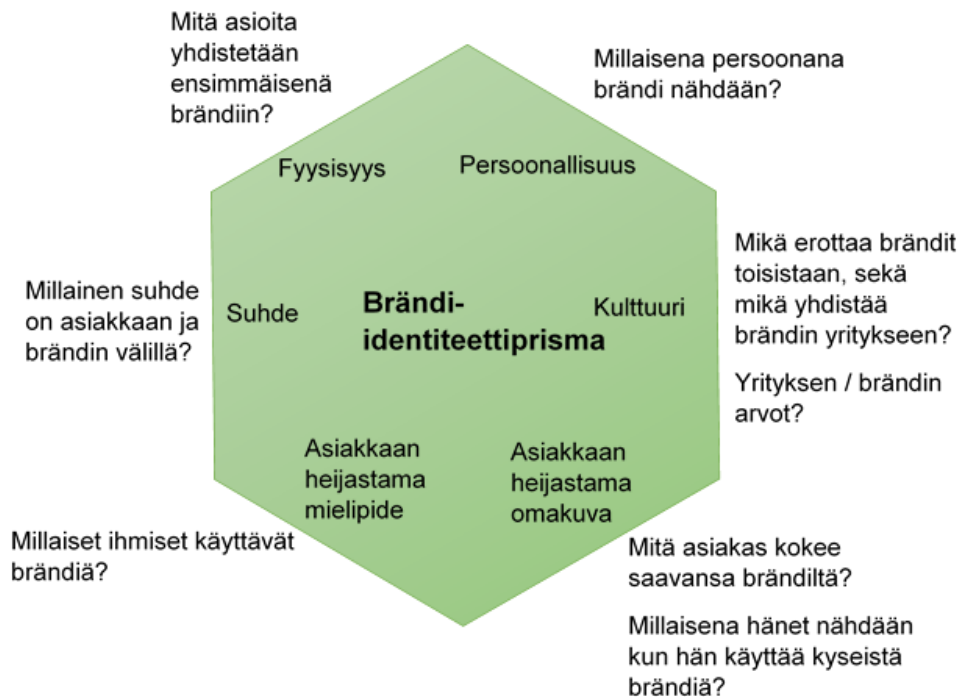 Mitä asioita
yhdistetään
ensimmäisenä
brändiin?
Millaisena persoonana
brändi nähdään?
Fyysisyys
Persoonallisuus
Millainen suhde
on asiakkaan ja
brändin välillä?
Suhde
Brändi-
identiteettiprisma
Kulttuuri
Mikä erottaa brändit
toisistaan, sekä
mikä yhdistää
brändin yritykseen?
Yrityksen / brändin
arvot?
Asiakkaan
heijastama
mielipide
Asiakkaan
heijastama
omakuva
Millaiset ihmiset käyttävät
brändiä?
Mitä asiakas kokee
saavansa brändiltä?
Millaisena hänet nähdään
kun hän käyttää kyseistä
brändiä?